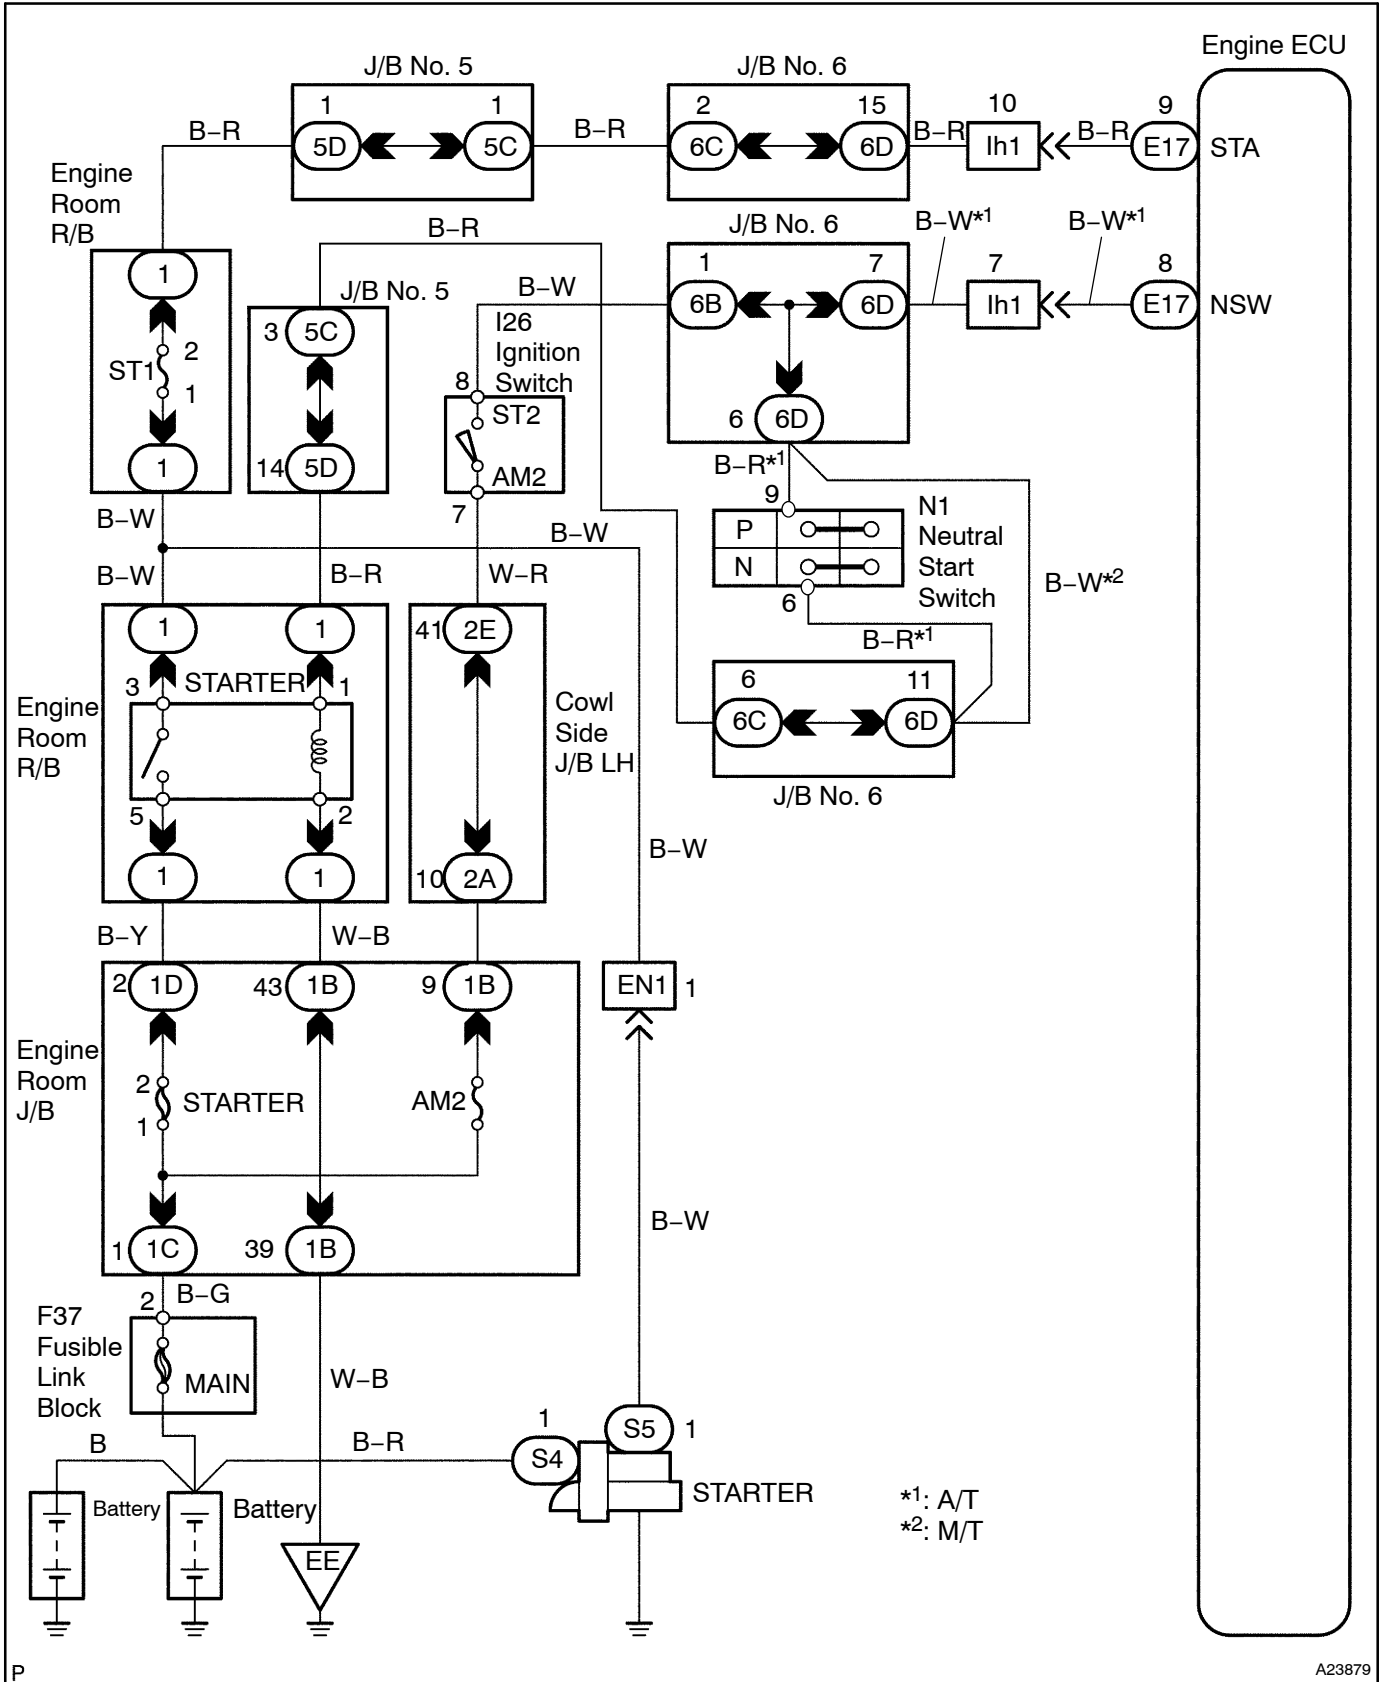 Engine ECU
J/B No. 5
J/B No. 6
1
1
2
15
10
9
B–R
5D
5C
B–R
6C
6D
B–R
Ih1
B–R
E17
STA
Engine
Room
R/B
B–R
J/B No. 6
B–W*1
B–W*1
1
J/B No. 5
B–W
1
7
7
8
6B
6D
Ih1
E17
NSW
3
5C
I26
Ignition
Switch
ST1
2
1
8
ST2
AM2
7
6
6D
1
14
5D
B–R*1
9
P
N
6
N1
Neutral
Start
Switch
B–W
B–W
B–W
B–R
W–R
B–W*2
B–R*1
1
1
41
2E
3
STARTER
1
Engine
Room
R/B
Cowl
Side
J/B LH
6
11
6C
6D
J/B No. 6
5
2
1
1
10
2A
B–W
B–Y
W–B
2
1D
43
1B
9
1B
EN1
1
Engine
Room
J/B
2
1
STARTER
AM2
B–W
1
1C
39
1B
B–G
2
F37
Fusible
Link
Block
MAIN
W–B
B
B–R
1
S4
S5
1
STARTER
Battery
Battery
EE
*1: A/T
*2: M/T
P
A23879